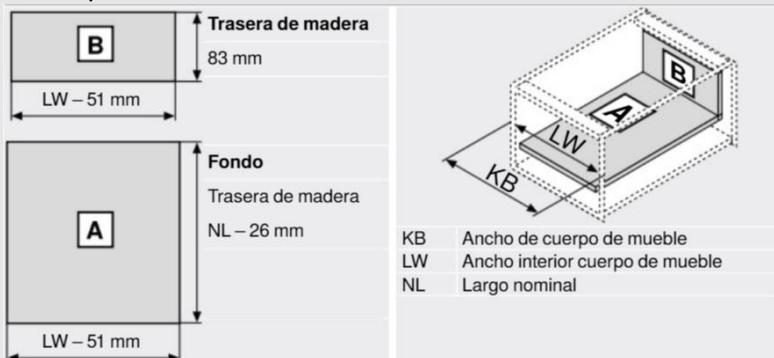 B
Trasera de madera
83 mm
LW – 51 mm
A
Fondo
Trasera de madera
NL – 26 mm
LW – 51 mm
B
A
LW
KB
KB Ancho de cuerpo de mueble
LW Ancho interior cuerpo de mueble
NL Largo nominal